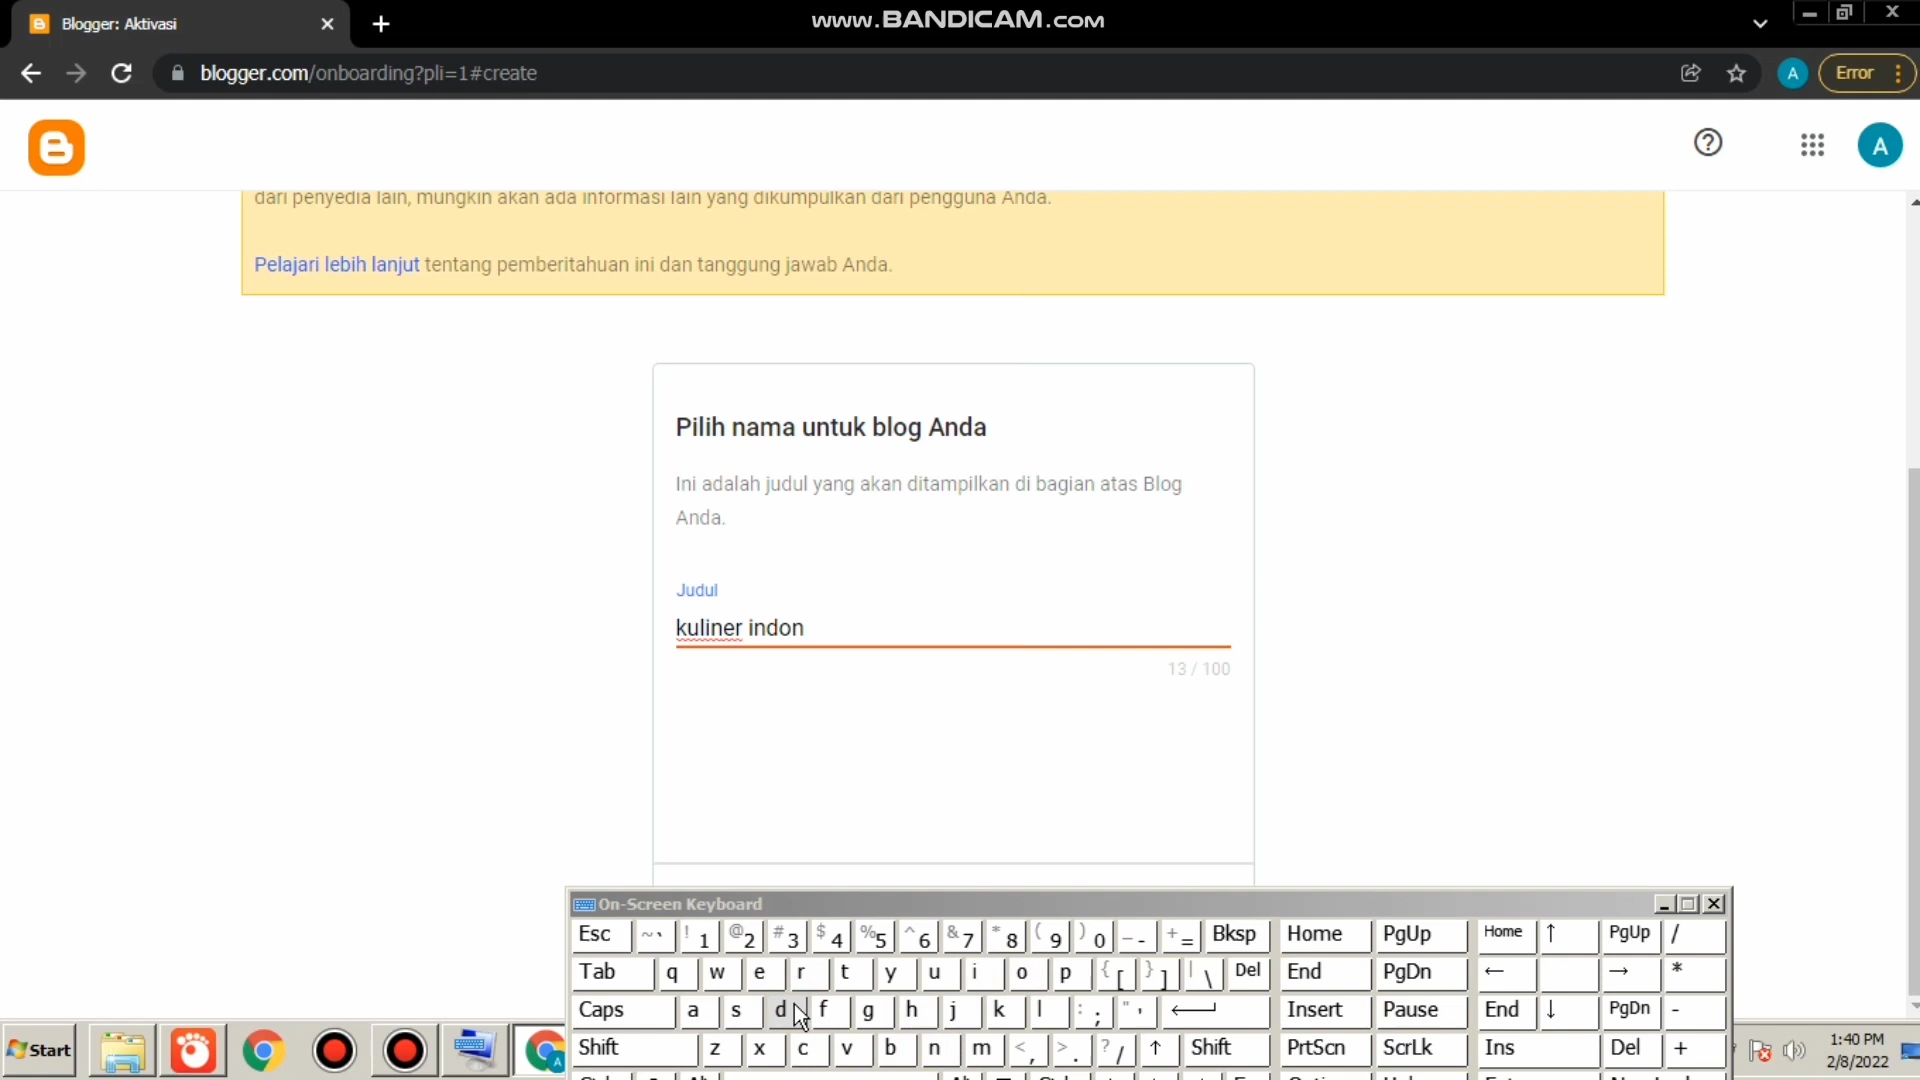 www.BANDICAM.com
Blogger: Aktivasi
blogger.com/onboarding?pli=1#create
A
Error
A
dari penyedia lain, mungkin akan ada informasi lain yang dikumpulkan dari pengguna Anda.
Pelajari lebih lanjut tentang pemberitahuan ini dan tanggung jawab Anda.
Pilih nama untuk blog Anda
Ini adalah judul yang akan ditampilkan di bagian atas Blog
Anda.
Judul
kuliner indon
13 / 100
On-Screen Keyboard
Esc ~ ` ! 1 @ 2 # 3 $ 4 % 5 ^ 6 & 7 * 8 ( 9 ) 0 _ - + = Bksp Home PgUp Home ↑ PgUp /
Tab q w e r t y u i o p { [ } ] | \ Del End PgDn ← → *
Caps a s d f g h j k l : ; " ' ← Insert Pause End ↓ PgDn -
Shift z x c v b n m < , > . ? / ↑ Shift PrtScn ScrLk Ins Del +
Start
1:40 PM
2/8/2022